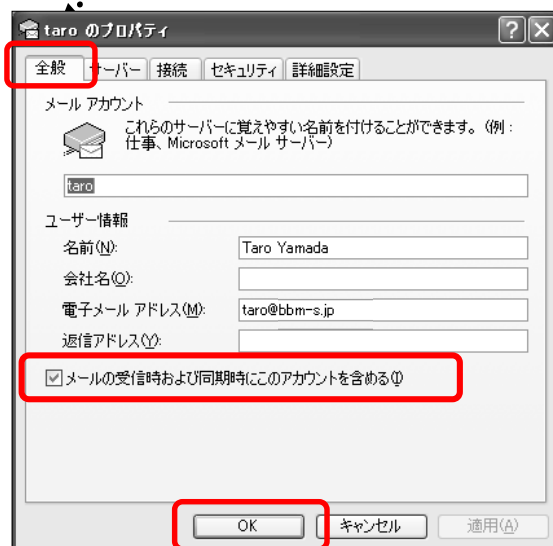 taro のプロパティ
全般 サーバー 接続 セキュリティ 詳細設定
メール アカウント
これらのサーバーに覚えやすい名前を付けることができます。(例:
仕事、Microsoft メール サーバー)
taro
ユーザー情報
名前(N): Taro Yamada
会社名(O):
電子メール アドレス(M): taro@bbm-s.jp
返信アドレス(Y):
メールの受信時および同期時にこのアカウントを含める(I)
OK キャンセル 適用(A)